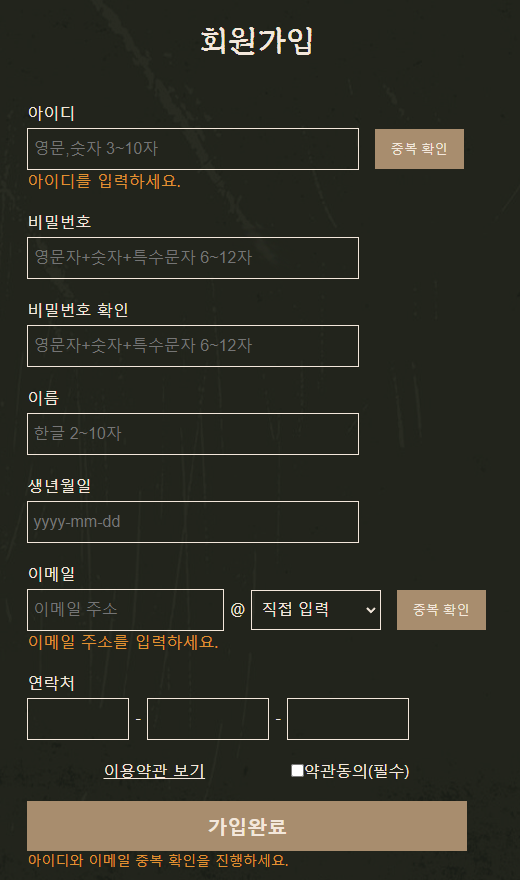 회원가입
아이디
영문,숫자 3~10자
중복 확인
아이디를 입력하세요.
비밀번호
영문자+숫자+특수문자 6~12자
비밀번호 확인
영문자+숫자+특수문자 6~12자
이름
한글 2~10자
생년월일
yyyy-mm-dd
이메일
이메일 주소 @ 직접 입력 중복 확인
이메일 주소를 입력하세요.
연락처
- -
이용약관 보기 약관동의(필수)
가입완료
아이디와 이메일 중복 확인을 진행하세요.